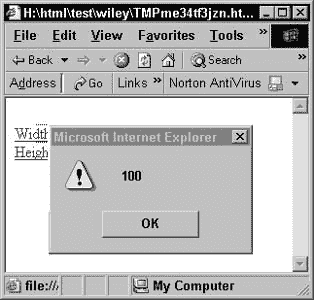 H:\html\test\wiley\TMPme34tf3jzn.ht...
File Edit View Favorites Tools »
Back » Search
Address Go Links » Norton AntiVirus
Width
Heigh
Microsoft Internet Explorer
100
OK
file:// My Computer